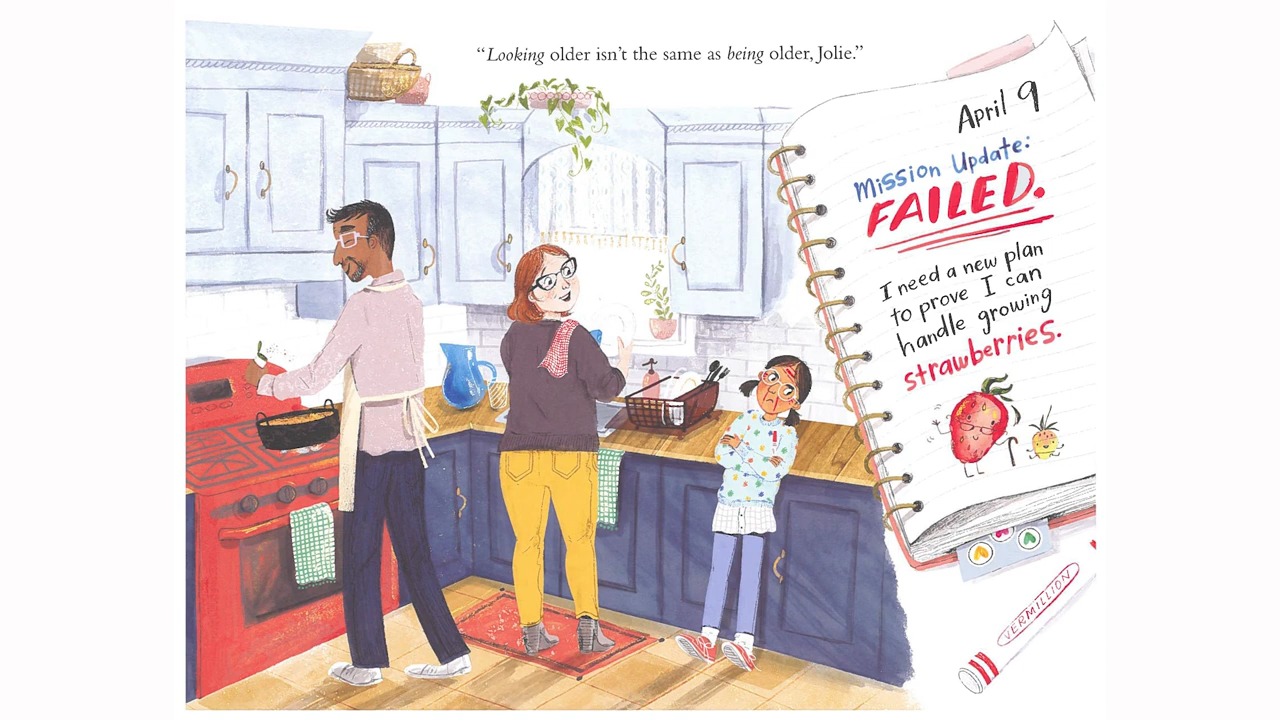 “Looking older isn’t the same as being older, Jolie.”
April 9
Mission Update:
FAILED.
I need a new plan
to prove I can
handle growing
strawberries.
VERMILLION